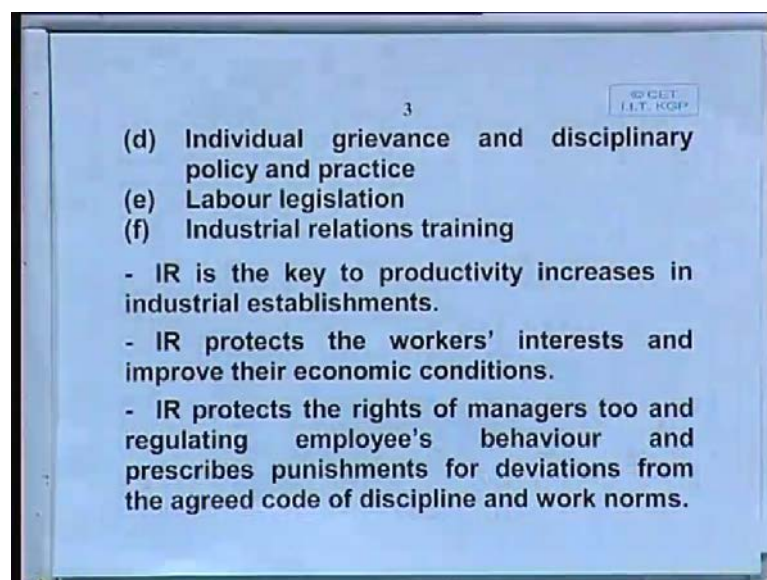 3
© CET
I.I.T. KGP
(d) Individual grievance and disciplinary
policy and practice
(e) Labour legislation
(f) Industrial relations training
- IR is the key to productivity increases in
industrial establishments.
- IR protects the workers' interests and
improve their economic conditions.
- IR protects the rights of managers too and
regulating employee's behaviour and
prescribes punishments for deviations from
the agreed code of discipline and work norms.